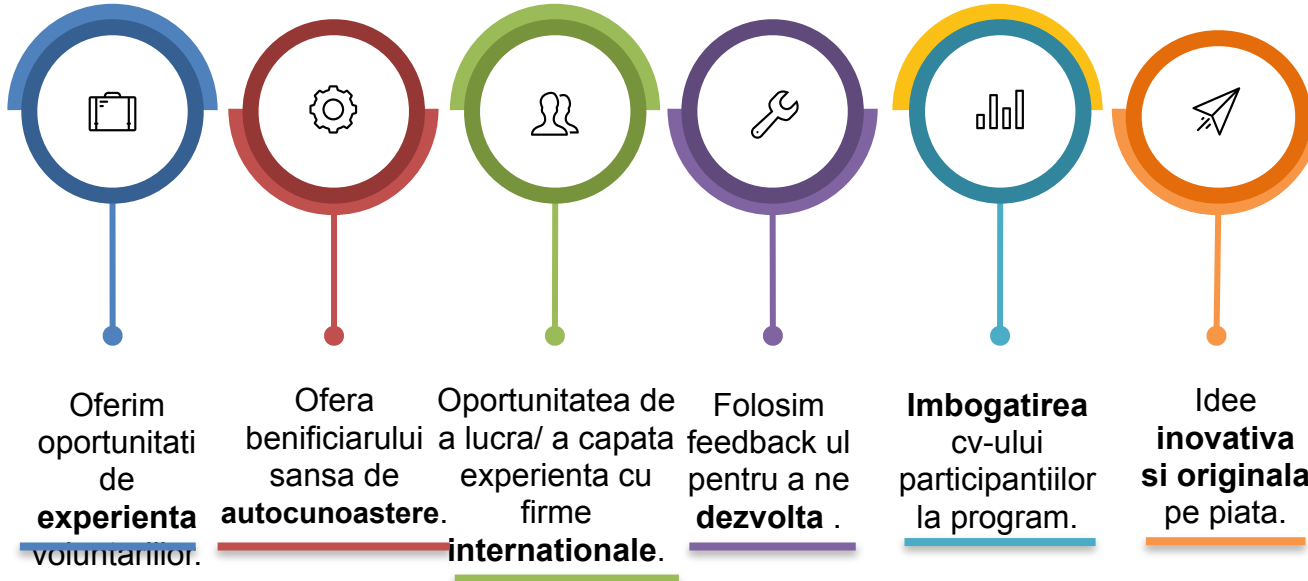 Oferim
oportunitati
de
experienta
voluntariilor.
Ofera
benificiarului
sansa de
autocunoastere.
Oportunitatea de
a lucra/ a capata
experienta cu
firme
internationale.
Folosim
feedback ul
pentru a ne
dezvolta .
Imbogatirea
cv-ului
participantiilor
la program.
Idee
inovativa
si originala
pe piata.